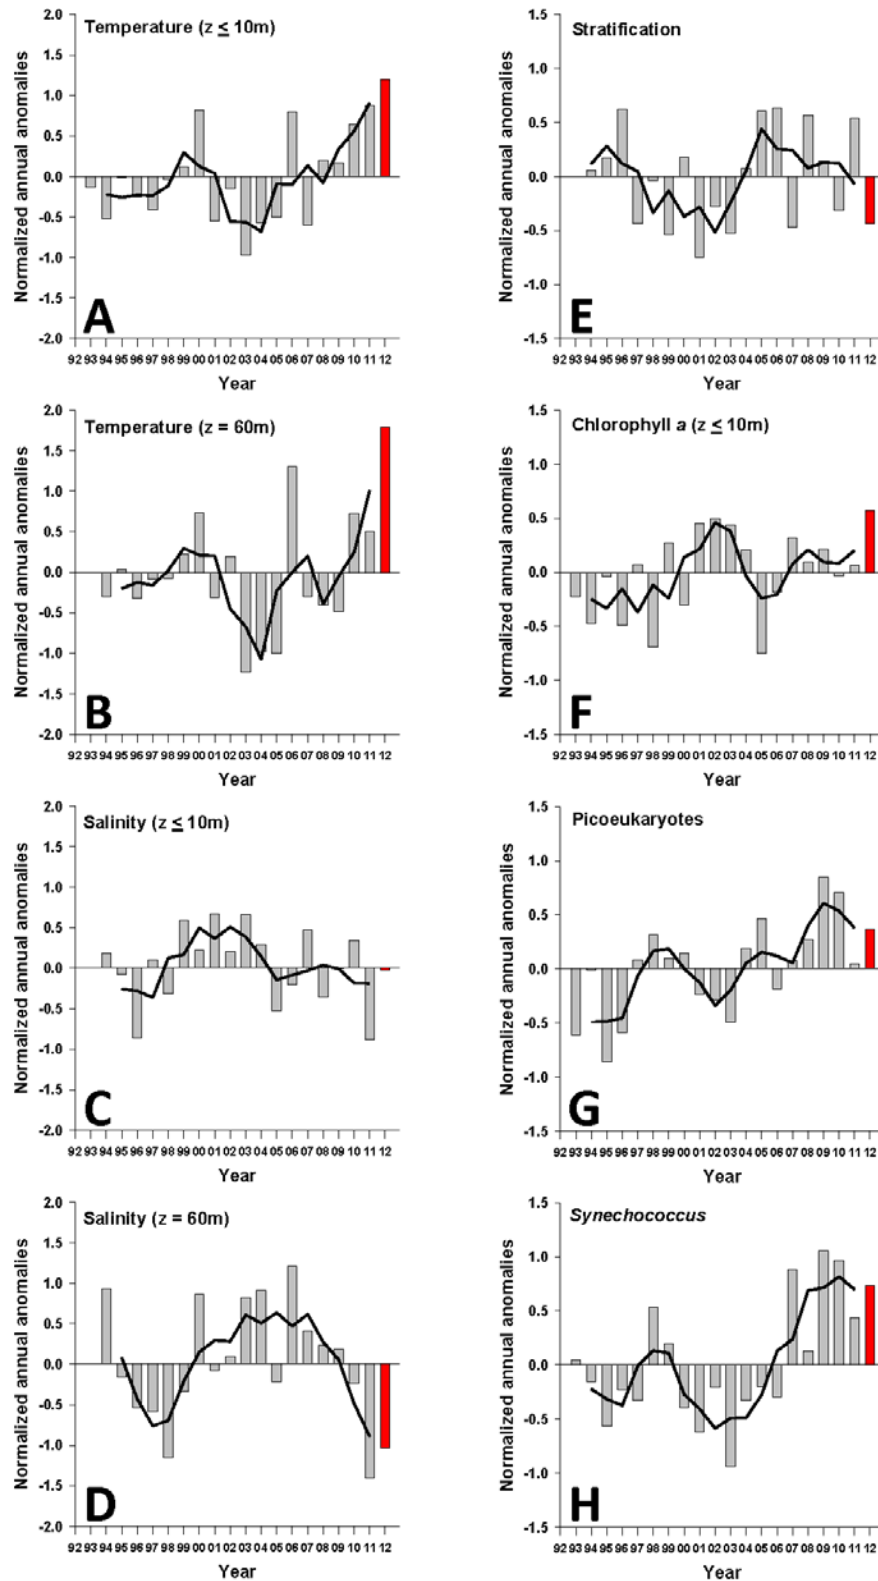 Temperature (z ≤ 10m)
Normalized annual anomalies
2.0
1.5
1.0
0.5
0.0
-0.5
-1.0
-1.5
-2.0
A
92 93 94 95 96 97 98 99 00 01 02 03 04 05 06 07 08 09 10 11 12
Year
Temperature (z = 60m)
Normalized annual anomalies
2.0
1.5
1.0
0.5
0.0
-0.5
-1.0
-1.5
-2.0
B
92 93 94 95 96 97 98 99 00 01 02 03 04 05 06 07 08 09 10 11 12
Year
Salinity (z ≤ 10m)
Normalized annual anomalies
2.0
1.5
1.0
0.5
0.0
-0.5
-1.0
-1.5
-2.0
C
92 93 94 95 96 97 98 99 00 01 02 03 04 05 06 07 08 09 10 11 12
Year
Salinity (z = 60m)
Normalized annual anomalies
2.0
1.5
1.0
0.5
0.0
-0.5
-1.0
-1.5
-2.0
D
92 93 94 95 96 97 98 99 00 01 02 03 04 05 06 07 08 09 10 11 12
Year
Stratification
Normalized annual anomalies
1.5
1.0
0.5
0.0
-0.5
-1.0
-1.5
E
92 93 94 95 96 97 98 99 00 01 02 03 04 05 06 07 08 09 10 11 12
Year
Chlorophyll a (z ≤ 10m)
Normalized annual anomalies
1.5
1.0
0.5
0.0
-0.5
-1.0
-1.5
F
92 93 94 95 96 97 98 99 00 01 02 03 04 05 06 07 08 09 10 11 12
Year
Picoeukaryotes
Normalized annual anomalies
1.5
1.0
0.5
0.0
-0.5
-1.0
-1.5
G
92 93 94 95 96 97 98 99 00 01 02 03 04 05 06 07 08 09 10 11 12
Year
Synechococcus
Normalized annual anomalies
1.5
1.0
0.5
0.0
-0.5
-1.0
-1.5
H
92 93 94 95 96 97 98 99 00 01 02 03 04 05 06 07 08 09 10 11 12
Year